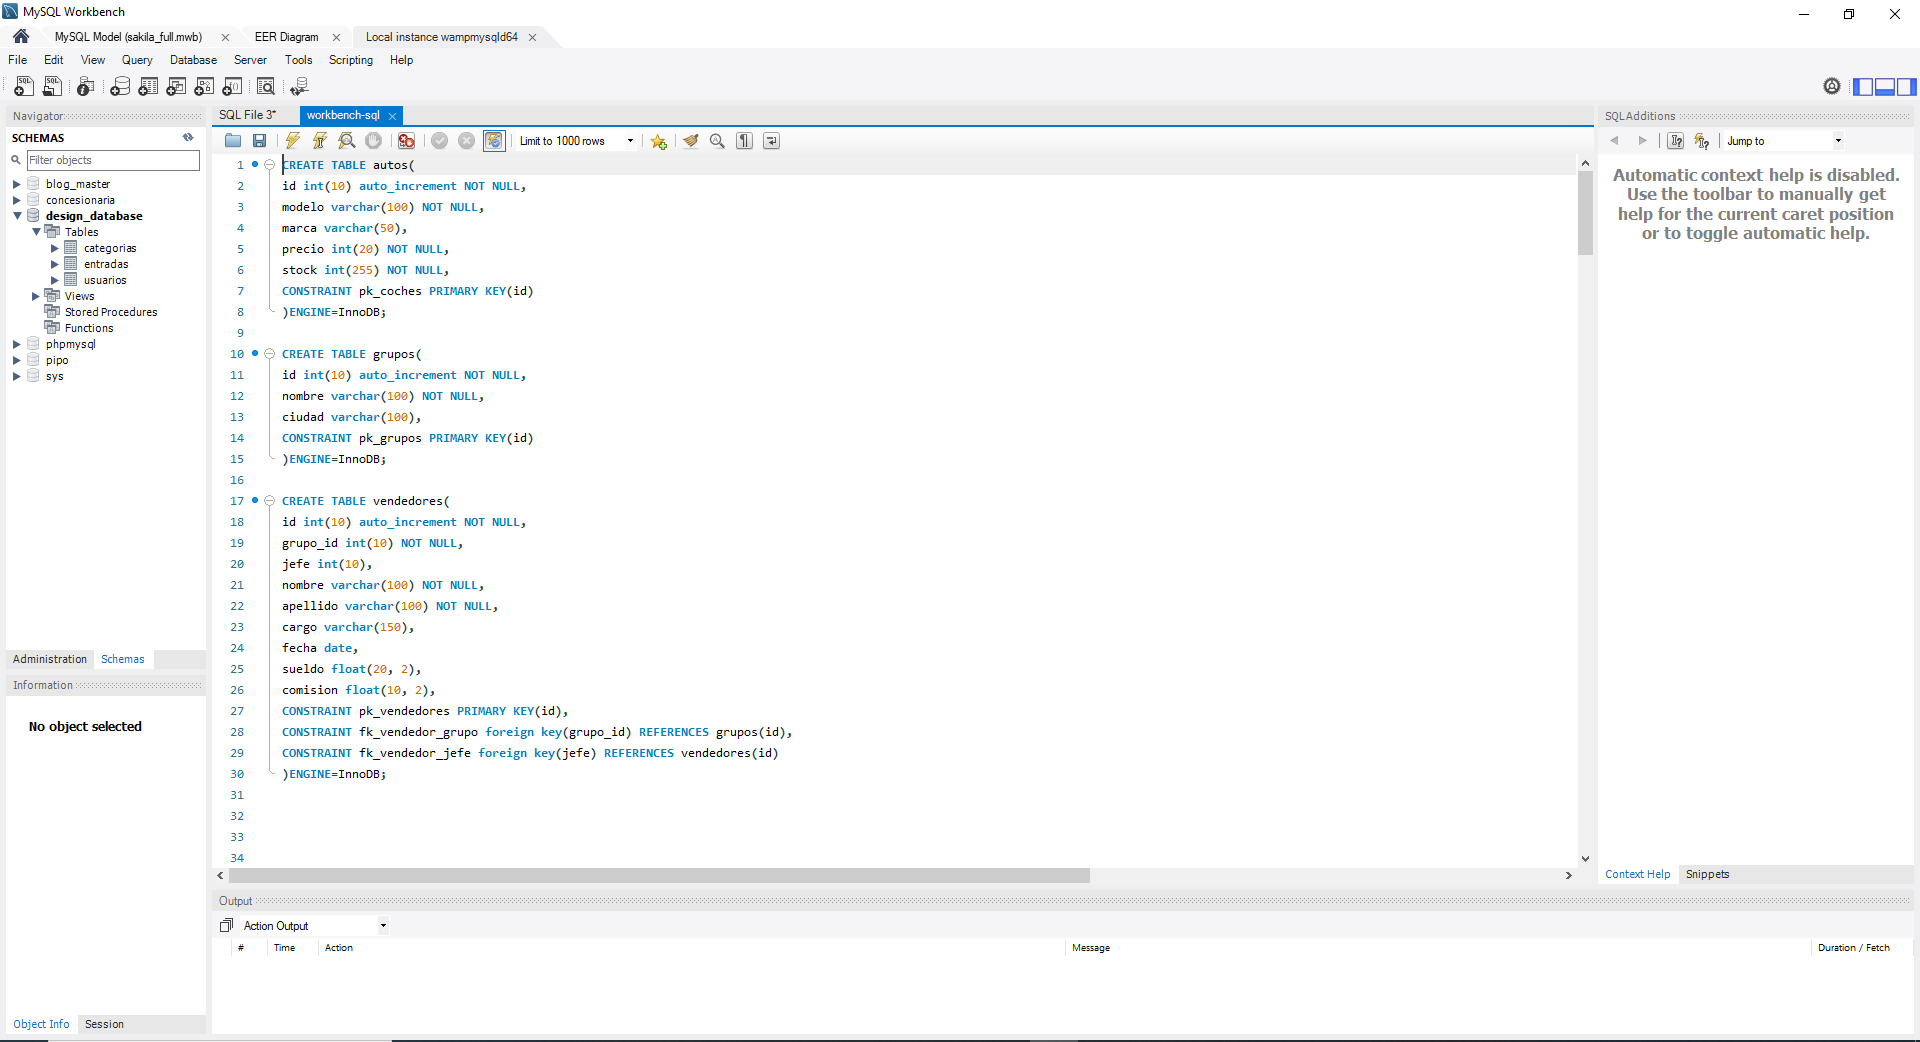 MySQL Workbench
MySQL Model (sakila_full.mwb)
EER Diagram
Local instance wampmysqld64
File Edit View Query Database Server Tools Scripting Help
Navigator
SCHEMAS
Filter objects
blog_master
concesionaria
design_database
Tables
categorias
entradas
usuarios
Views
Stored Procedures
Functions
phpmysql
pipo
sys
Administration Schemas
Information
No object selected
Object Info Session
SQL File 3*
workbench-sql
Limit to 1000 rows
1 CREATE TABLE autos(
2 id int(10) auto_increment NOT NULL,
3 modelo varchar(100) NOT NULL,
4 marca varchar(50),
5 precio int(20) NOT NULL,
6 stock int(255) NOT NULL,
7 CONSTRAINT pk_coches PRIMARY KEY(id)
8 )ENGINE=InnoDB;
9
10 CREATE TABLE grupos(
11 id int(10) auto_increment NOT NULL,
12 nombre varchar(100) NOT NULL,
13 ciudad varchar(100),
14 CONSTRAINT pk_grupos PRIMARY KEY(id)
15 )ENGINE=InnoDB;
16
17 CREATE TABLE vendedores(
18 id int(10) auto_increment NOT NULL,
19 grupo_id int(10) NOT NULL,
20 jefe int(10),
21 nombre varchar(100) NOT NULL,
22 apellido varchar(100) NOT NULL,
23 cargo varchar(150),
24 fecha date,
25 sueldo float(20, 2),
26 comision float(10, 2),
27 CONSTRAINT pk_vendedores PRIMARY KEY(id),
28 CONSTRAINT fk_vendedor_grupo foreign key(grupo_id) REFERENCES grupos(id),
29 CONSTRAINT fk_vendedor_jefe foreign key(jefe) REFERENCES vendedores(id)
30 )ENGINE=InnoDB;
31
32
33
34
SQLAdditions
Jump to
Automatic context help is disabled.
Use the toolbar to manually get
help for the current caret position
or to toggle automatic help.
Context Help Snippets
Output
Action Output
# Time Action Message Duration / Fetch